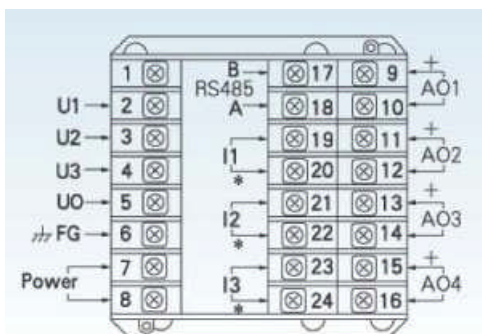 1 B 17 9 +
RS485 AO1
U1 2 A 18 10
U2 3 19 11 +
I1 AO2
U3 4 * 20 12
U0 5 21 13 +
I2 AO3
FG 6 * 22 14
7 23 15 +
Power I3 AO4
8 * 24 16